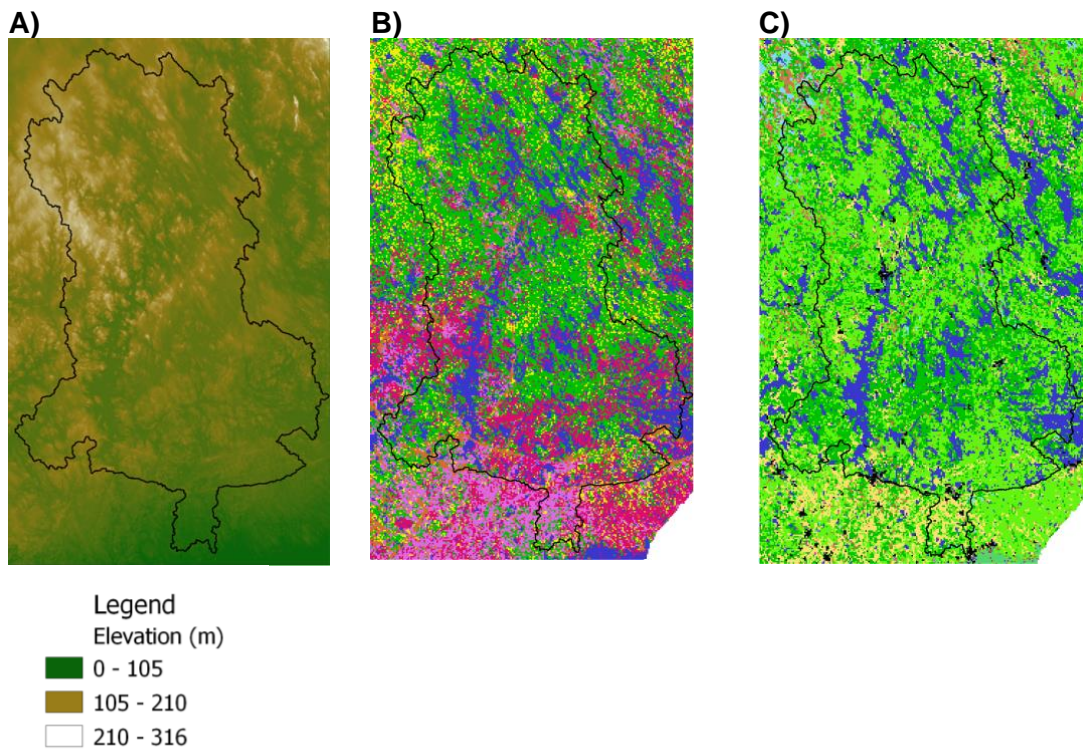 A)
B)
C)
Legend
Elevation (m)
0 - 105
105 - 210
210 - 316